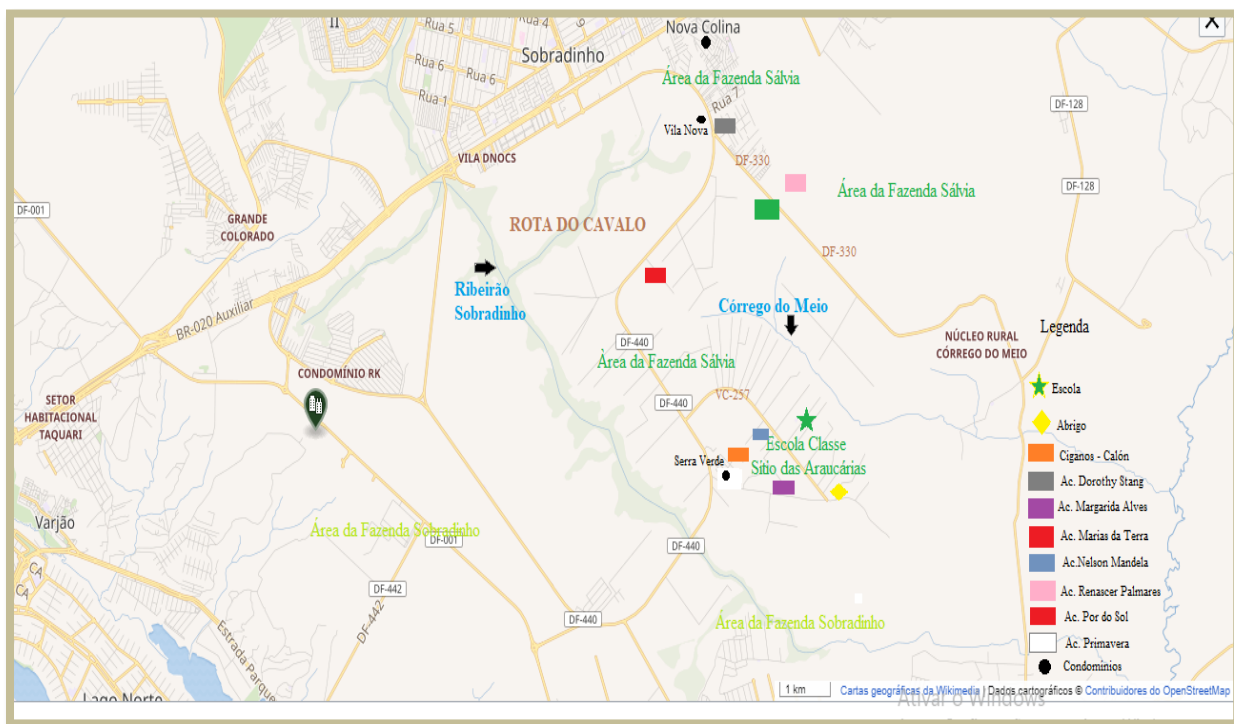 II
Rua 5
Rua 4
9
Rua 6
Rua 6
Rua 6
Rua 1
Sobradinho
Nova Colina
X
Área da Fazenda Sálvia
Rua 7
Vila Nova
DF-128
VILA DNOCS
DF-330
DF-001
DF-128
Área da Fazenda Sálvia
GRANDE
COLORADO
ROTA DO CAVALO
DF-330
Ribeirão
Sobradinho
Córrego do Meio
BR-020 Auxiliar
DF-440
NÚCLEO RURAL
CÓRREGO DO MEIO
Área da Fazenda Sálvia
CONDOMÍNIO RK
SETOR
HABITACIONAL
TAQUARI
DF-440
VC-257
Escola Classe
Sítio das Araucárias
Serra Verde
Varjão
Área da Fazenda Sobradinho
DF-001
DF-440
CA
CA
DF-442
DF-442
DF-440
Área da Fazenda Sobradinho
Estrada Parque
Lago Norte
Legenda
Escola
Abrigo
Ciganos - Calón
Ac. Dorothy Stang
Ac. Margarida Alves
Ac. Marias da Terra
Ac.Nelson Mandela
Ac. Renascer Palmares
Ac. Por do Sol
Ac. Primavera
Condomínios
1 km
Cartas geográficas da Wikimedia | Dados cartográficos © Contribuidores do OpenStreetMap
Ativar o Windows